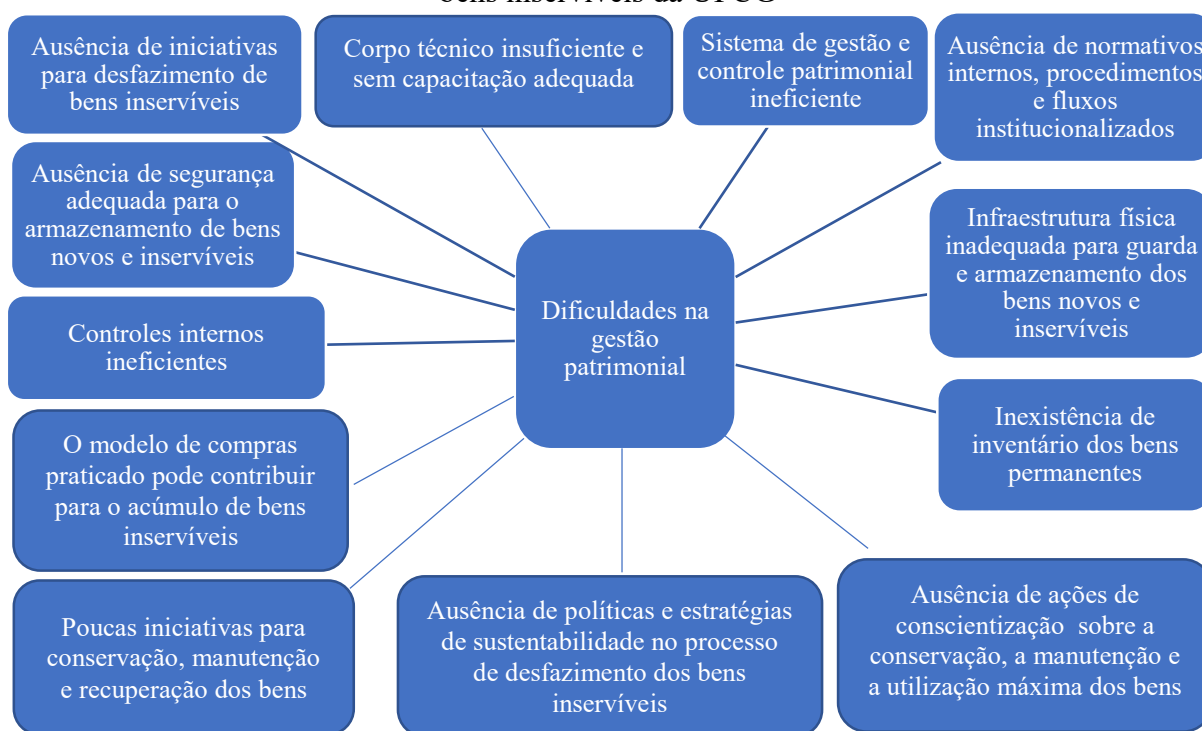 bens inservíveis da UFCG
Ausência de iniciativas
para desfazimento de
bens inservíveis
Corpo técnico insuficiente e
sem capacitação adequada
Sistema de gestão e
controle patrimonial
ineficiente
Ausência de normativos
internos, procedimentos
e fluxos
institucionalizados
Ausência de segurança
adequada para o
armazenamento de bens
novos e inservíveis
Infraestrutura física
inadequada para guarda
e armazenamento dos
bens novos e
inservíveis
Dificuldades na
gestão
patrimonial
Controles internos
ineficientes
Inexistência de
inventário dos bens
permanentes
O modelo de compras
praticado pode contribuir
para o acúmulo de bens
inservíveis
Poucas iniciativas para
conservação, manutenção
e recuperação dos bens
Ausência de políticas e estratégias
de sustentabilidade no processo
de desfazimento dos bens
inservíveis
Ausência de ações de
conscientização sobre a
conservação, a manutenção e
a utilização máxima dos bens